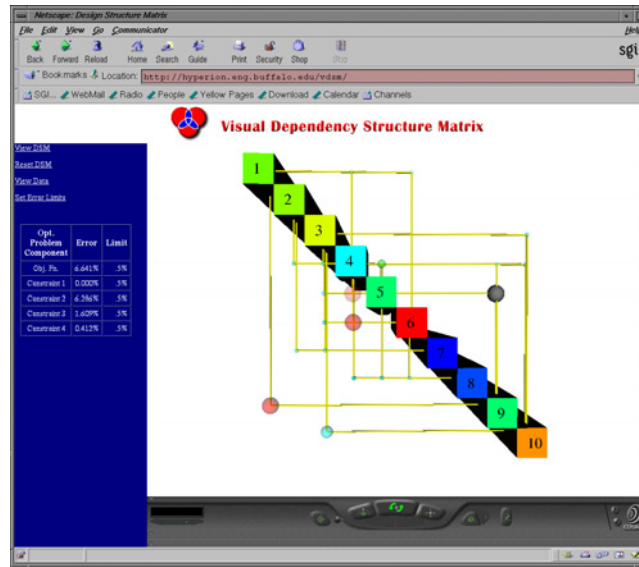 Netscape: Design Structure Matrix
File Edit View Go Communicator Help
Back Forward Reload Home Search Guide Print Security Shop Stop
sgi
Bookmarks Location: http://hyperion.eng.buffalo.edu/vdsm/
SGI... WebMail Radio People Yellow Pages Download Calendar Channels
Visual Dependency Structure Matrix
View DSM
Reset DSM
View Data
Set Error Limits
Opt. Problem Component Error Limit
Obj. Fn. 6.641% .5%
Constraint 1 0.000% .5%
Constraint 2 6.286% .5%
Constraint 3 1.609% .5%
Constraint 4 0.412% .5%
1
2
3
4
5
6
7
8
9
10